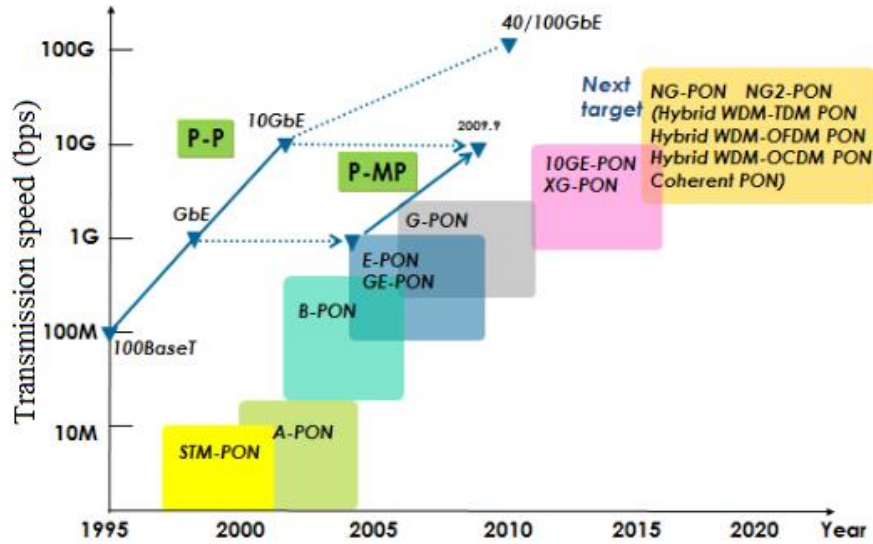 40/100GbE
100G
Next
target
NG-PON NG2-PON
(Hybrid WDM-TDM PON
Hybrid WDM-OFDM PON
Hybrid WDM-OCDM PON
Coherent PON)
10GbE
2009.9
P-P
10G
P-MP
10GE-PON
XG-PON
GbE
G-PON
1G
E-PON
GE-PON
B-PON
100M
100BaseT
10M
A-PON
STM-PON
Transmission speed (bps)
1995 2000 2005 2010 2015 2020 Year